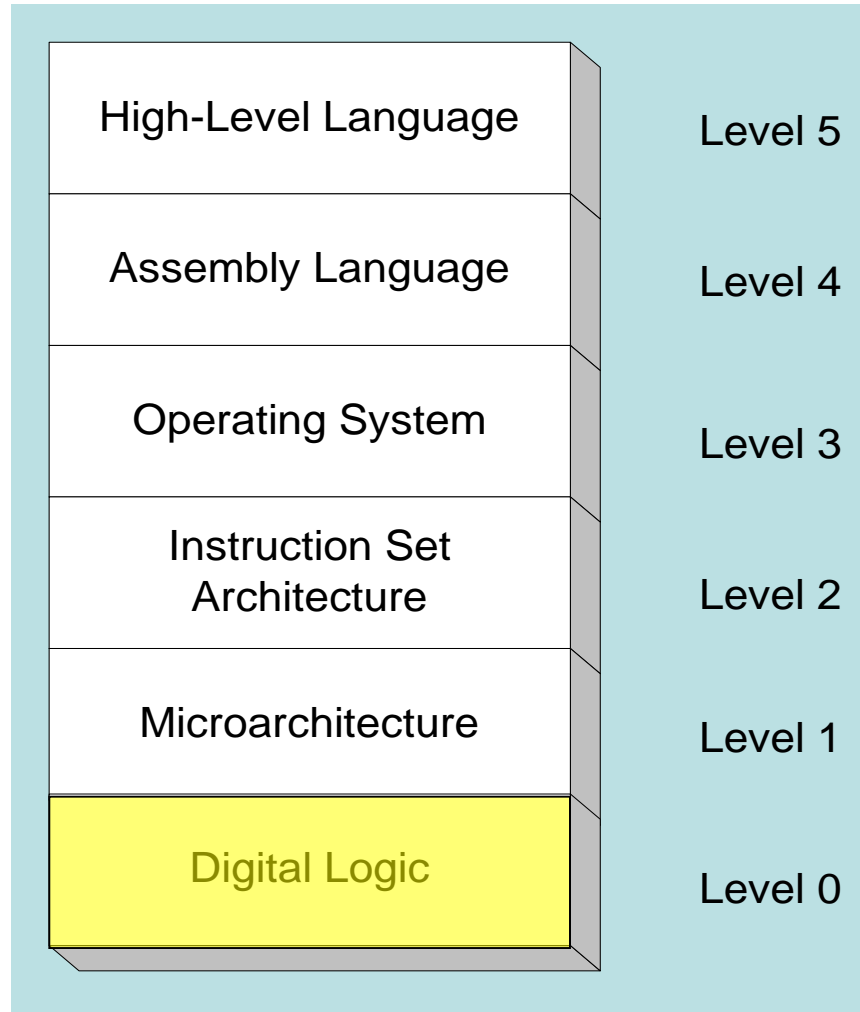 High-Level Language
Level 5
Assembly Language
Level 4
Operating System
Level 3
Instruction Set
Architecture
Level 2
Microarchitecture
Level 1
Digital Logic
Level 0